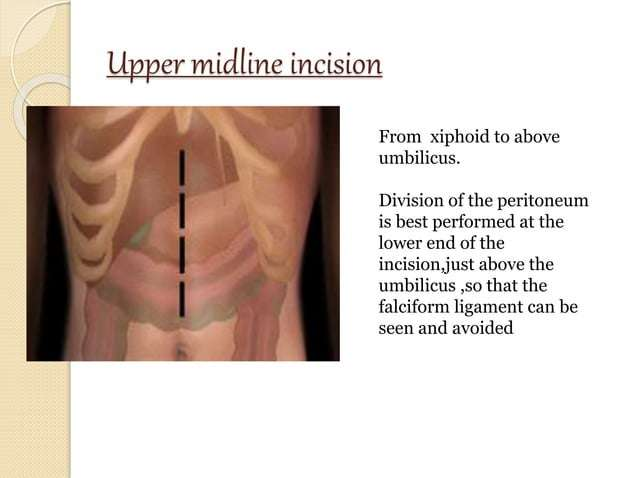 Upper midline incision
From  xiphoid to above
umbilicus.
Division of the peritoneum
is best performed at the
lower end of the
incision,just above the
umbilicus ,so that the
falciform ligament can be
seen and avoided